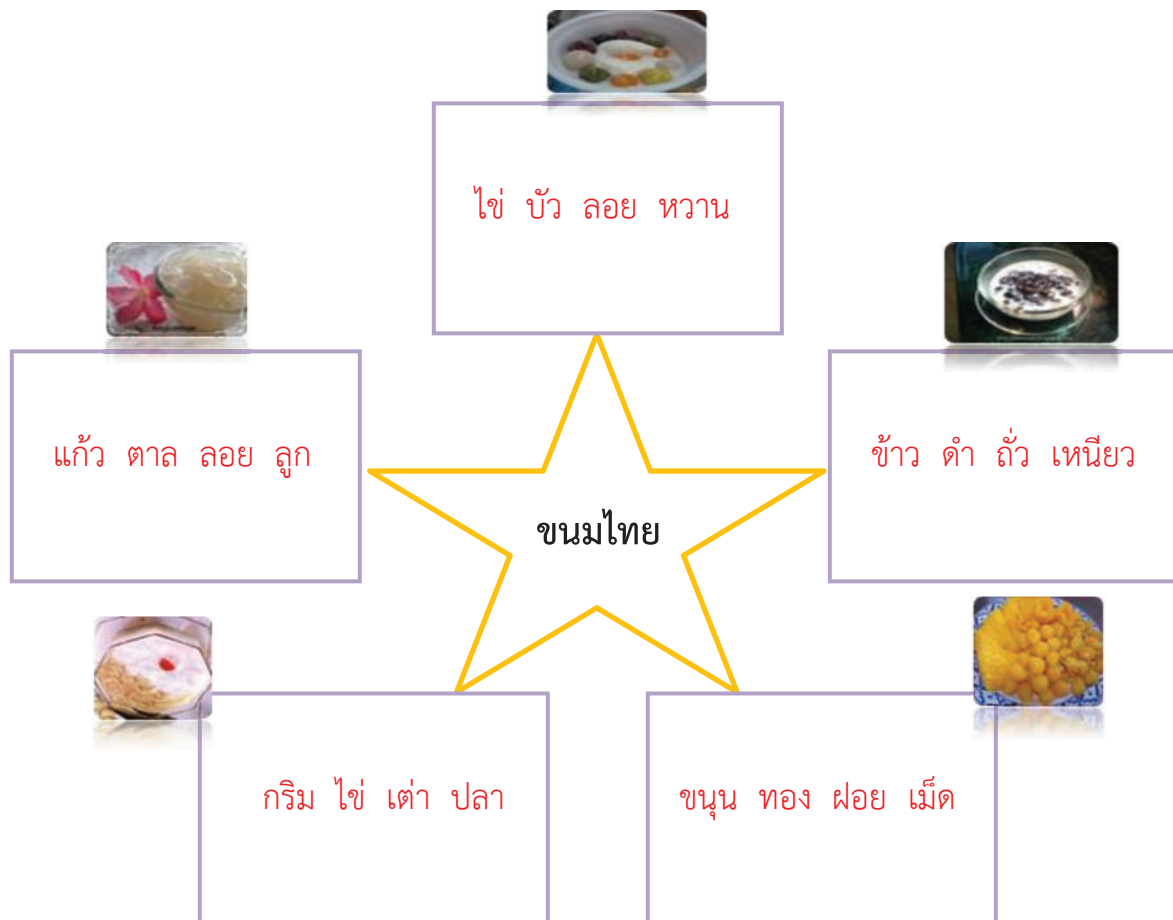 ไข่ บัว ลอย หวาน
แก้ว ตาล ลอย ลูก
ข้าว ดำ ถั่ว เหนียว
ขนมไทย
กริม ไข่ เต่า ปลา
ขนุน ทอง ฝอย เม็ด